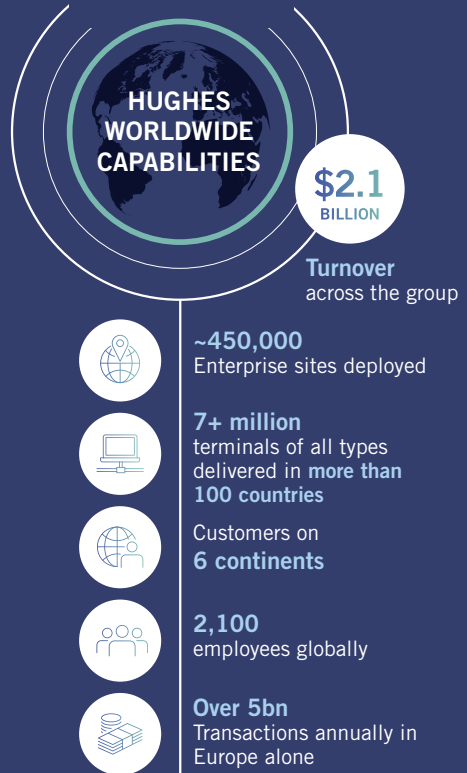 HUGHES
WORLDWIDE
CAPABILITIES
$2.1
BILLION
Turnover
across the group
~450,000
Enterprise sites deployed
7+ million
terminals of all types
delivered in more than
100 countries
Customers on
6 continents
2,100
employees globally
Over 5bn
Transactions annually in
Europe alone